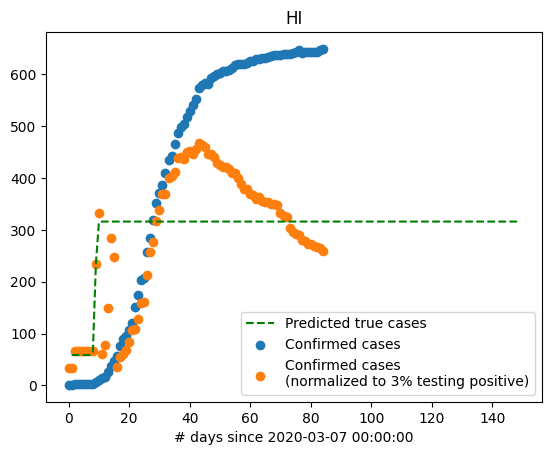 HI
600
500
400
300
200
100
0
Predicted true cases
Confirmed cases
Confirmed cases
(normalized to 3% testing positive)
0 20 40 60 80 100 120 140
# days since 2020-03-07 00:00:00